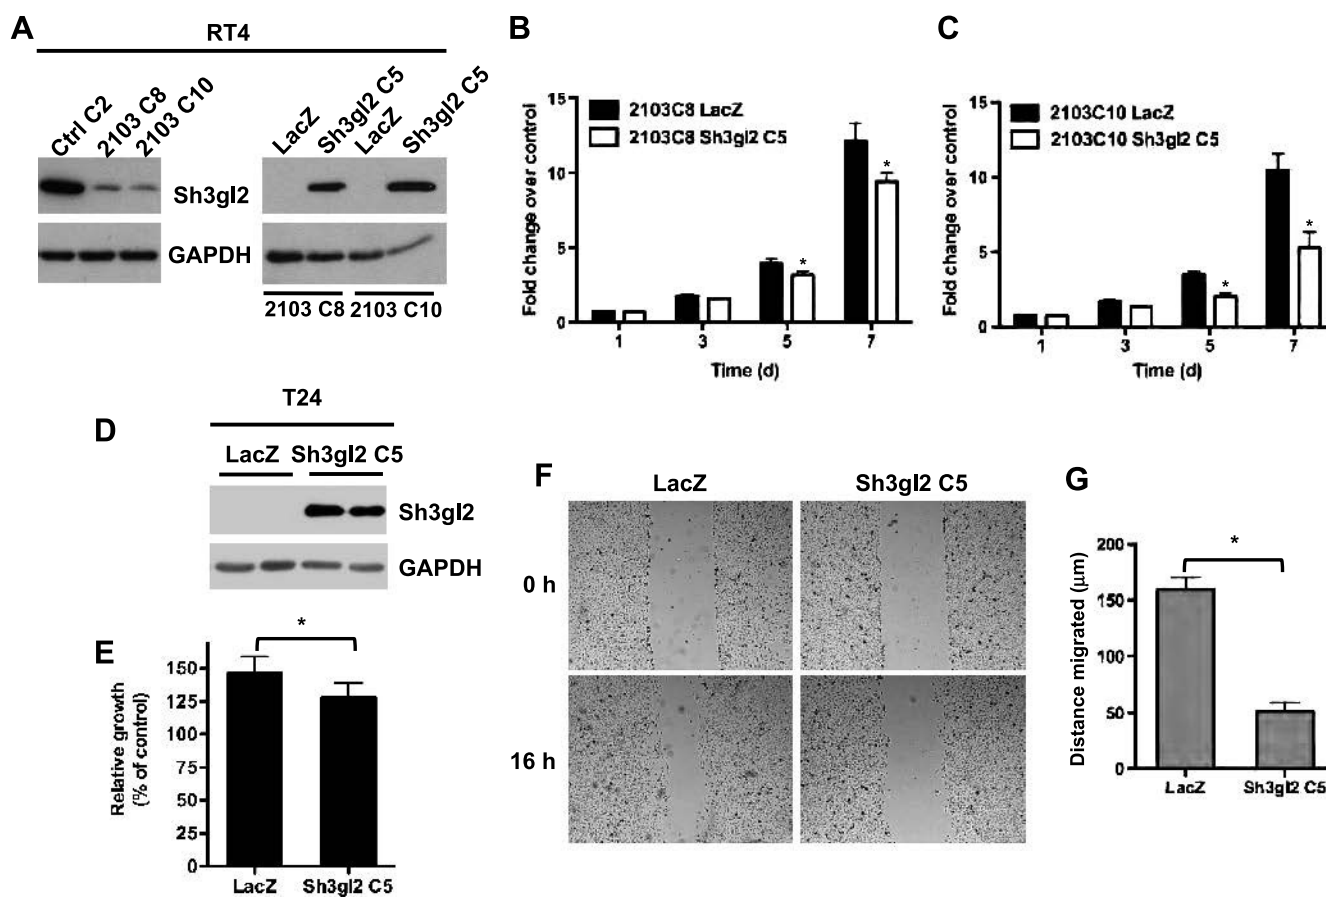 A
RT4
Ctrl C2
2103 C8
2103 C10
LacZ
Sh3gl2 C5
LacZ
Sh3gl2 C5
Sh3gl2
GAPDH
2103 C8
2103 C10
B
15
10
5
0
Fold change over control
2103C8 LacZ
2103C8 Sh3gl2 C5
*
*
1
3
5
7
Time (d)
C
15
10
5
0
Fold change over control
2103C10 LacZ
2103C10 Sh3gl2 C5
*
*
1
3
5
7
Time (d)
D
T24
LacZ
Sh3gl2 C5
Sh3gl2
GAPDH
E
*
150
125
100
75
50
25
0
Relative growth
(% of control)
LacZ
Sh3gl2 C5
F
LacZ
Sh3gl2 C5
0 h
16 h
G
*
200
150
100
50
0
Distance migrated (µm)
LacZ
Sh3gl2 C5